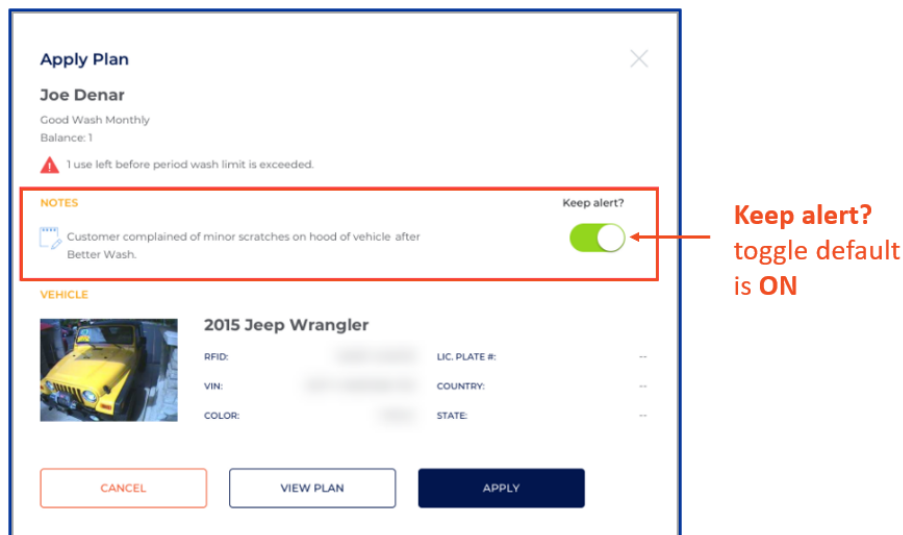 Apply Plan
Joe Denar
Good Wash Monthly
Balance: 1
1 use left before period wash limit is exceeded.
NOTES
Keep alert?
Customer complained of minor scratches on hood of vehicle after
Better Wash.
Keep alert?
toggle default
is ON
VEHICLE
2015 Jeep Wrangler
RFID:
LIC. PLATE #: --
VIN:
COUNTRY: --
COLOR:
STATE: --
CANCEL
VIEW PLAN
APPLY